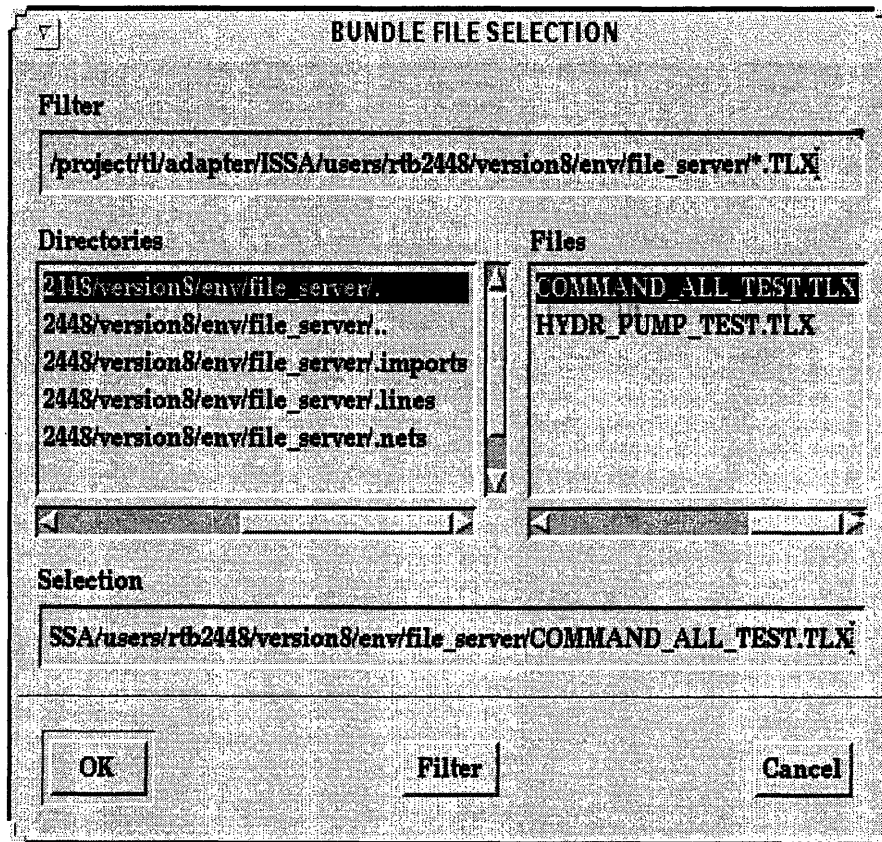 BUNDLE FILE SELECTION
Filter
/project/tl/adapter/ISSA/users/rtb2448/version8/env/file_server/*.TLX
Directories
2448/version8/env/file_server/.
2448/version8/env/file_server/..
2448/version8/env/file_server/.imports
2448/version8/env/file_server/.lines
2448/version8/env/file_server/.nets
Files
COMMAND_ALL_TEST.TLX
HYDR_PUMP_TEST.TLX
Selection
SSA/users/rtb2448/version8/env/file_server/COMMAND_ALL_TEST.TLX
OK
Filter
Cancel